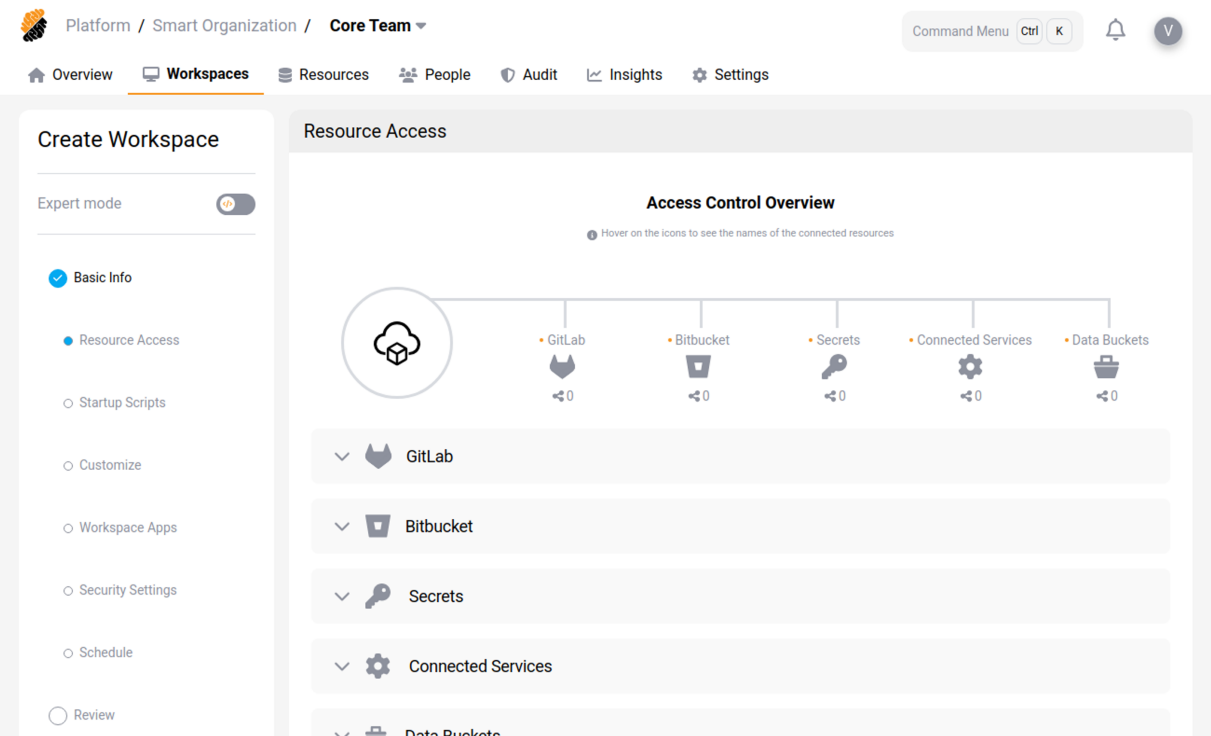 Platform / Smart Organization / Core Team
Command Menu Ctrl K
V
Overview Workspaces Resources People Audit Insights Settings
Create Workspace
Expert mode
Basic Info
Resource Access
Startup Scripts
Customize
Workspace Apps
Security Settings
Schedule
Review
Resource Access
Access Control Overview
Hover on the icons to see the names of the connected resources
GitLab Bitbucket Secrets Connected Services Data Buckets
0 0 0 0 0
GitLab
Bitbucket
Secrets
Connected Services
Data Buckets